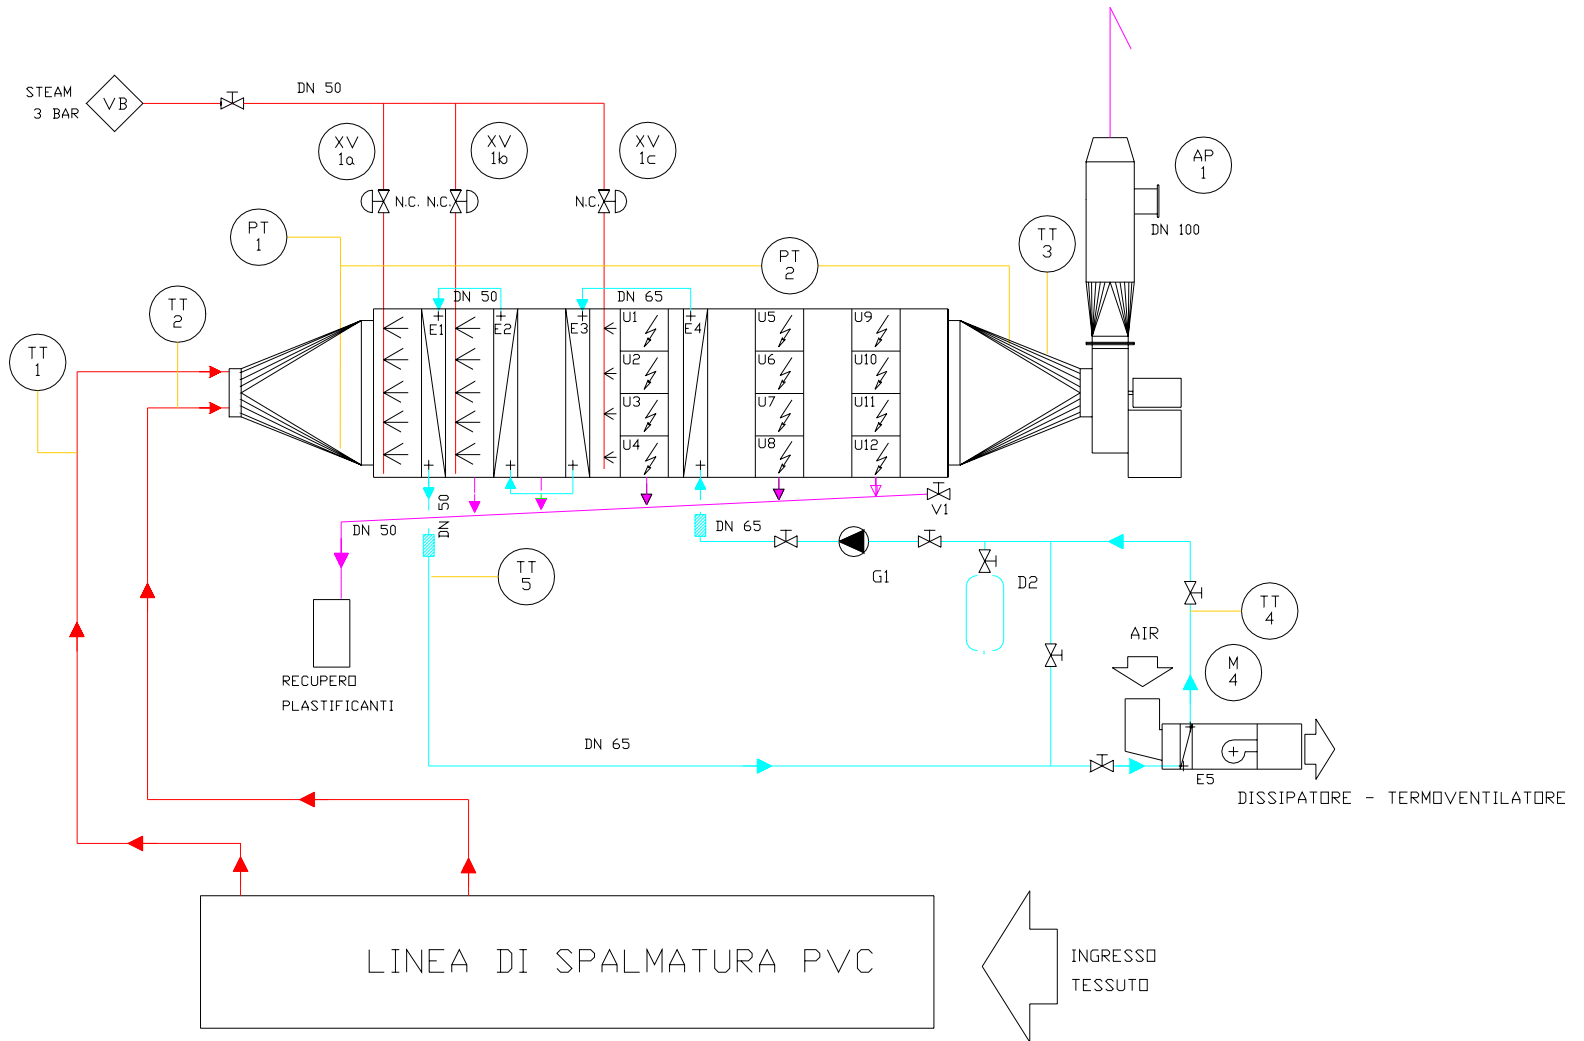 STEAM
3 BAR
VB
DN 50
XV
1a
XV
1b
XV
1c
AP
1
N.C.
N.C.
N.C.
PT
1
PT
2
TT
3
DN 100
TT
2
TT
1
DN 50
DN 65
E1
E2
E3
E4
U1
U2
U3
U4
U5
U6
U7
U8
U9
U10
U11
U12
V1
DN 50
DN 50
DN 65
TT
5
G1
D2
TT
4
AIR
M
4
RECUPERO
PLASTIFICANTI
DN 65
E5
DISSIPATORE - TERMOVENTILATORE
LINEA DI SPALMATURA PVC
INGRESSO
TESSUTO